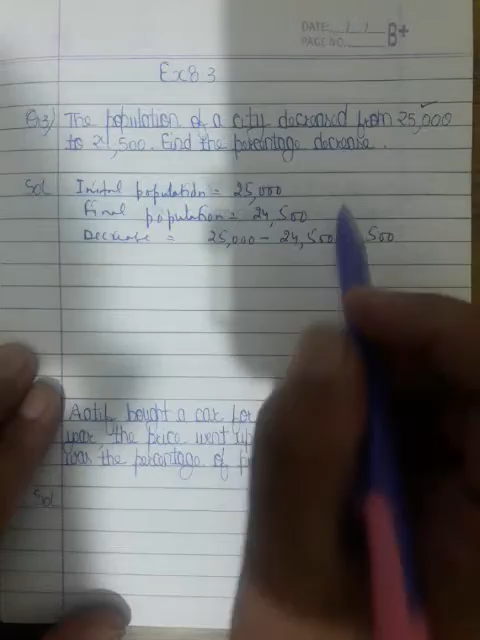 DATE / /
PAGE NO. B+
Ex 8.3
Q3) The population of a city decreased from 25,000
to 24,500. Find the percentage decrease.
Sol Initial population = 25,000
Final population = 24,500
Decrease = 25,000 - 24,500 500
bought a car for
year, the price went up
was the percentage of
Sol